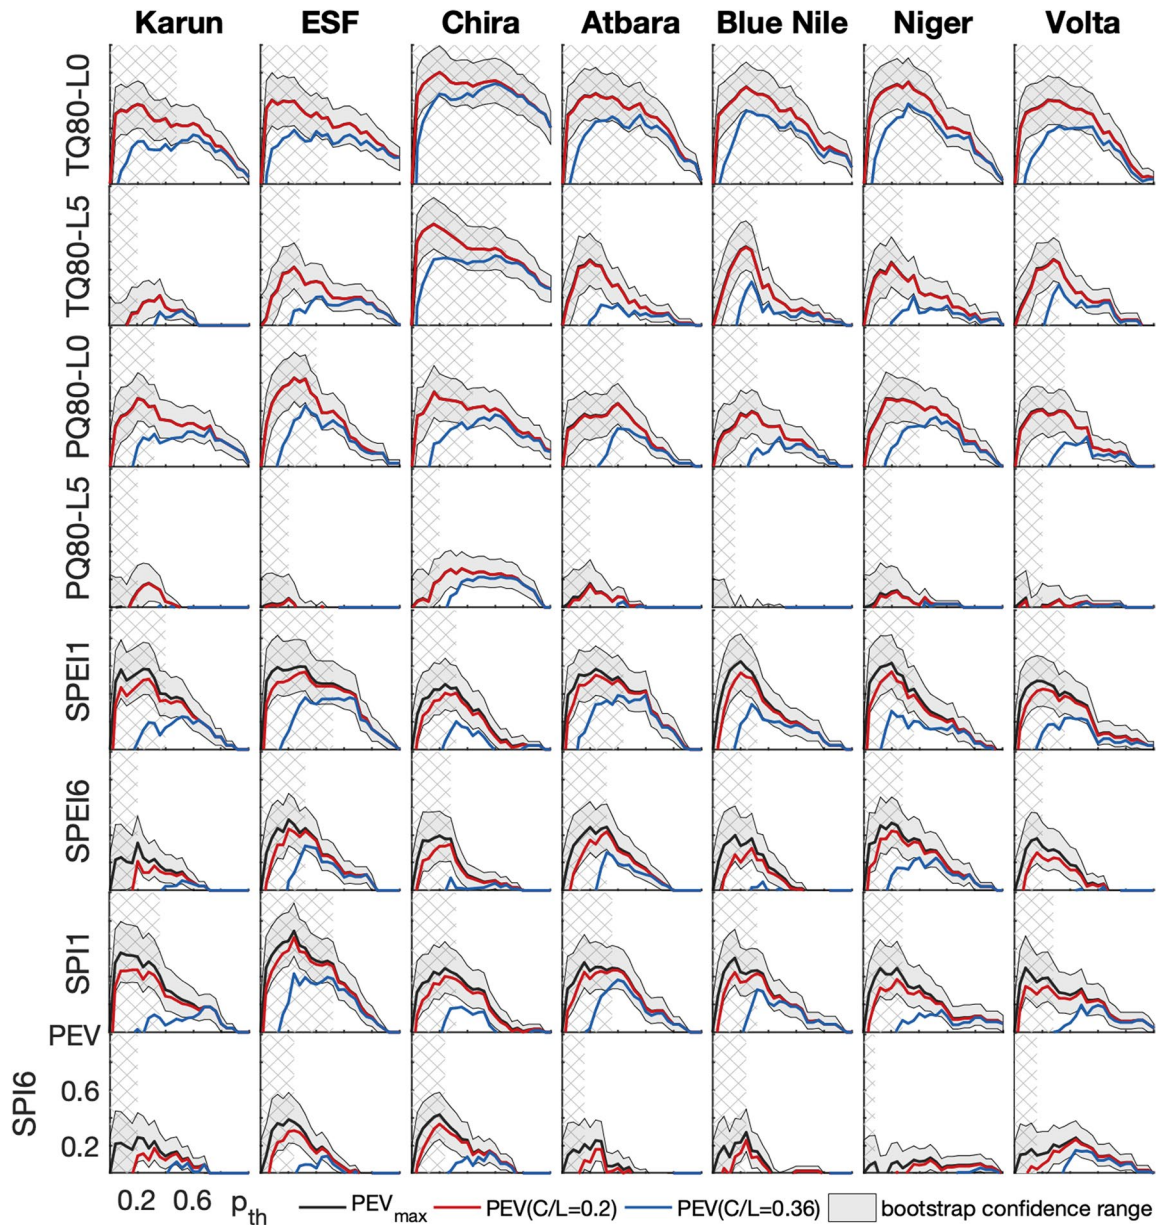 Karun ESF Chira Atbara Blue Nile Niger Volta
TQ80-L0
TQ80-L5
PQ80-L0
PQ80-L5
SPEI1
SPEI6
SPI1
PEV
SPI6
0.6
0.2
0.2 0.6 pth PEVmax PEV(C/L=0.2) PEV(C/L=0.36) bootstrap confidence range